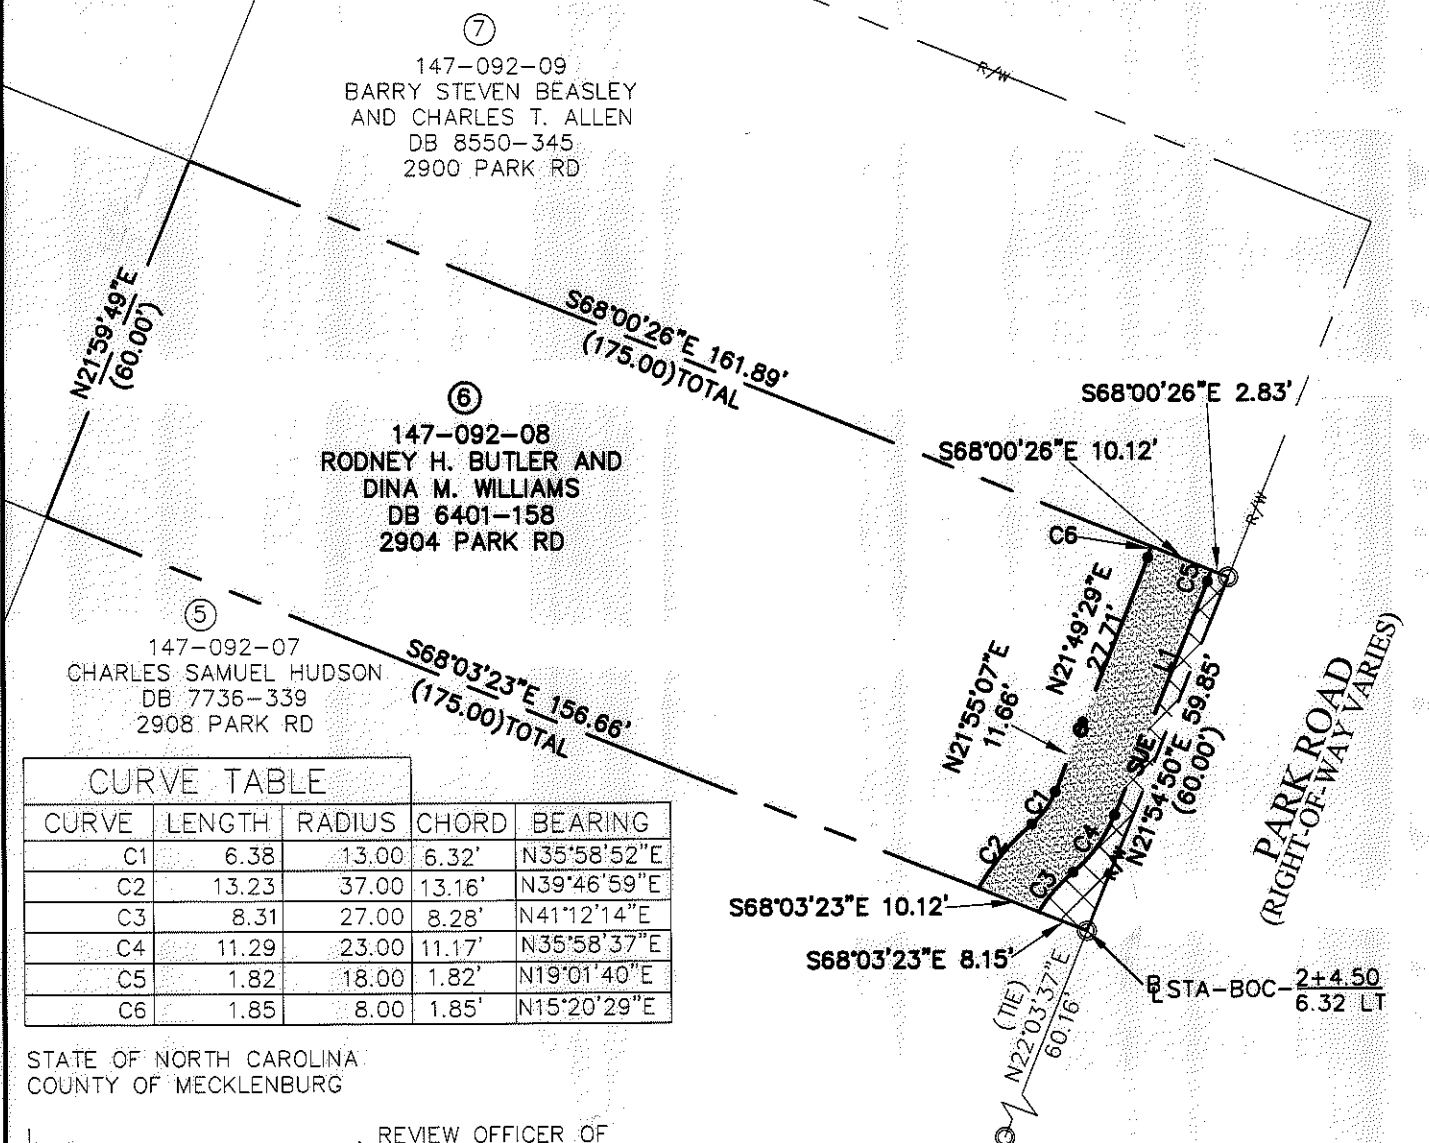 7
147-092-09
BARRY STEVEN BEASLEY
AND CHARLES T. ALLEN
DB 8550-345
2900 PARK RD
R/W
N21°59'49"E
(60.00')
S68°00'26"E 161.89'
(175.00)TOTAL
S68°00'26"E 2.83'
S68°00'26"E 10.12'
6
147-092-08
RODNEY H. BUTLER AND
DINA M. WILLIAMS
DB 6401-158
2904 PARK RD
R/W
C6
C5
N21°49'29"E
27.71'
5
147-092-07
CHARLES SAMUEL HUDSON
DB 7736-339
2908 PARK RD
S68°03'23"E 156.66'
(175.00)TOTAL
N21°55'07"E
11.66'
L1
SUE
N21°54'50"E 59.85'
(60.00')
R/W
PARK ROAD
(RIGHT-OF-WAY VARIES)
C1
C2
C4
C3
S68°03'23"E 10.12'
S68°03'23"E 8.15'
STA-BOC-2+4.50
6.32 LT
(TIE)
N22°03'37"E
60.16'
CURVE TABLE
CURVE LENGTH RADIUS CHORD BEARING
C1 6.38 13.00 6.32' N35°58'52"E
C2 13.23 37.00 13.16' N39°46'59"E
C3 8.31 27.00 8.28' N41°12'14"E
C4 11.29 23.00 11.17' N35°58'37"E
C5 1.82 18.00 1.82' N19°01'40"E
C6 1.85 8.00 1.85' N15°20'29"E
STATE OF NORTH CAROLINA
COUNTY OF MECKLENBURG
I, REVIEW OFFICER OF